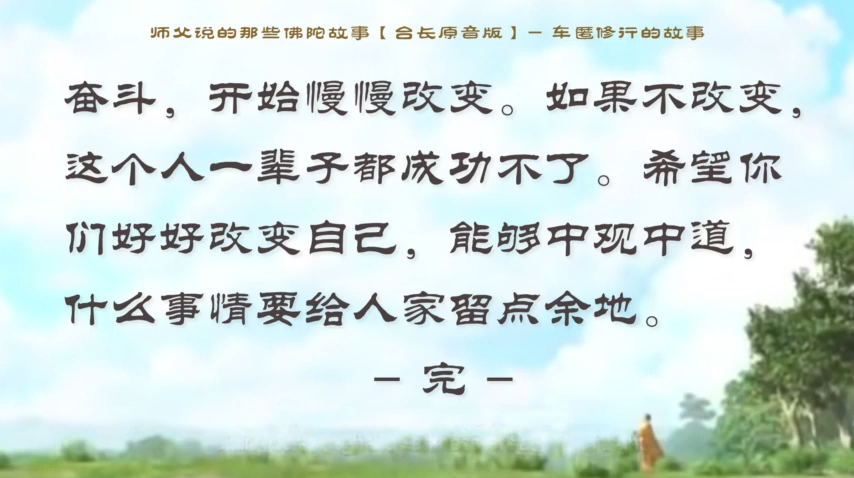 师父说的那些佛陀故事【台长原音版】- 车匿修行的故事
奋斗，开始慢慢改变。如果不改变，
这个人一辈子都成功不了。希望你
们好好改变自己，能够中观中道，
什么事情要给人家留点余地。
- 完 -